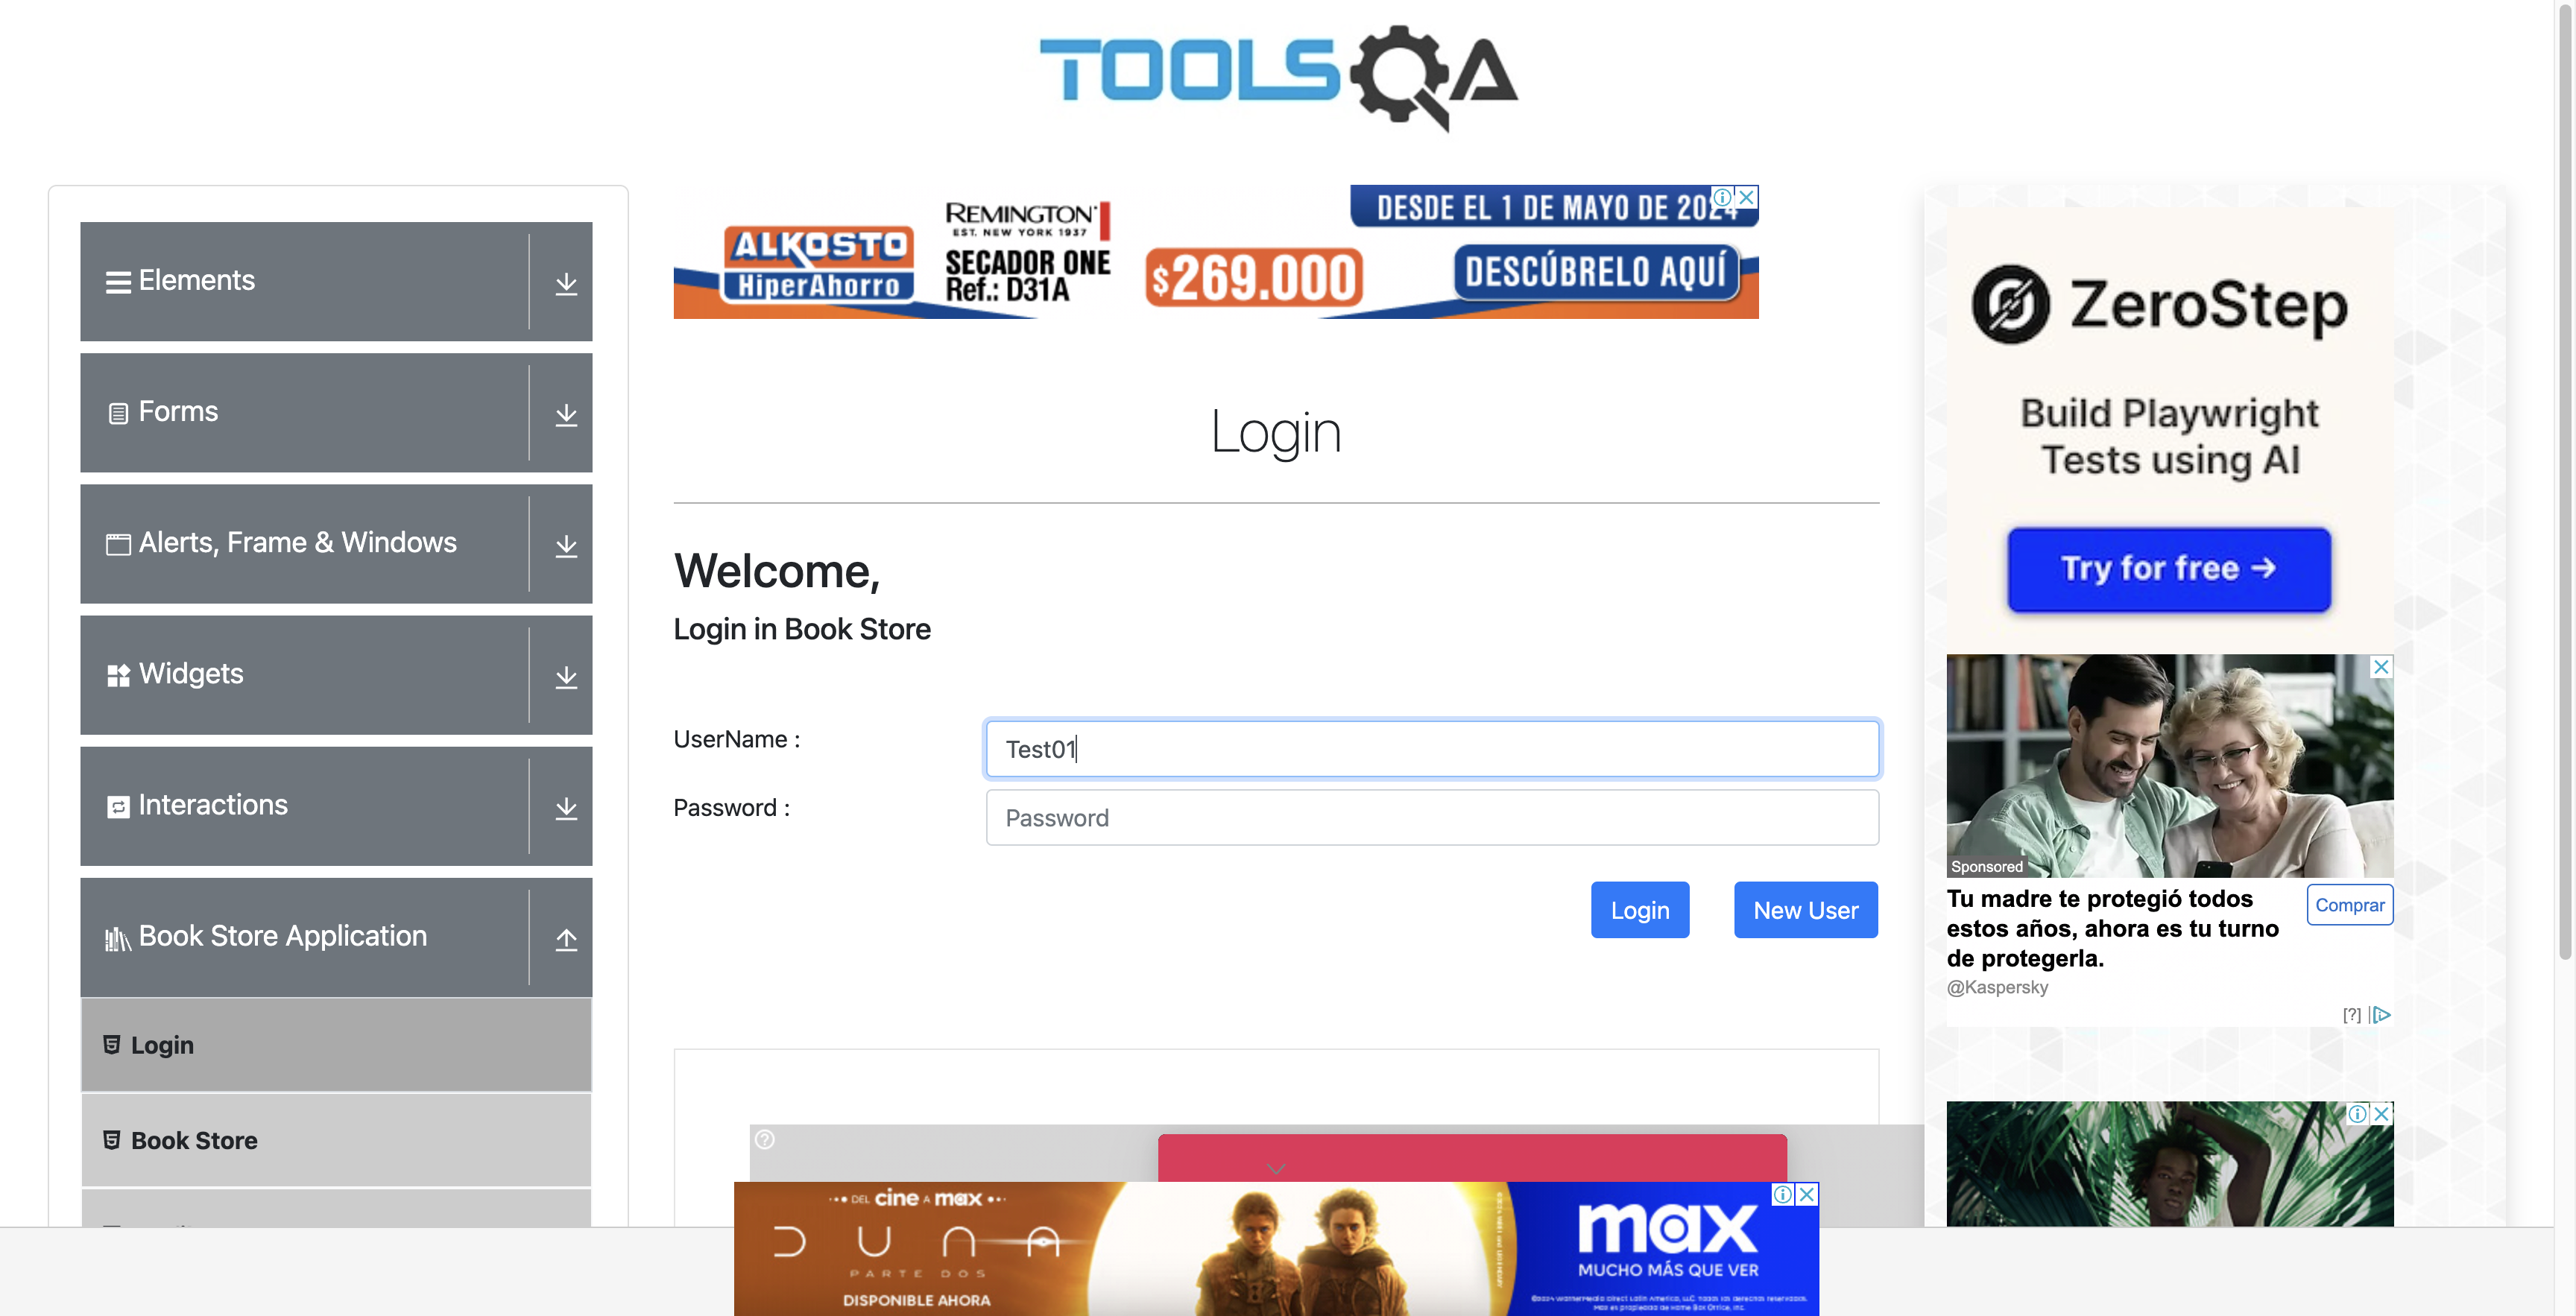 TOOLSQA
Elements
Forms
Alerts, Frame & Windows
Widgets
Interactions
Book Store Application
Login
Book Store
ALKOSTO
HiperAhorro
REMINGTON
EST. NEW YORK 1937
SECADOR ONE
Ref.: D31A
$269.000
DESDE EL 1 DE MAYO DE 2024
DESCÚBRELO AQUÍ
Login
Welcome,
Login in Book Store
UserName :
Test01
Password :
Password
Login
New User
ZeroStep
Build Playwright
Tests using AI
Try for free →
Sponsored
Tu madre te protegió todos
estos años, ahora es tu turno
de protegerla.
Comprar
@Kaspersky
[?]
DEL cine A max
DUNA
PARTE DOS
DISPONIBLE AHORA
max
MUCHO MÁS QUE VER